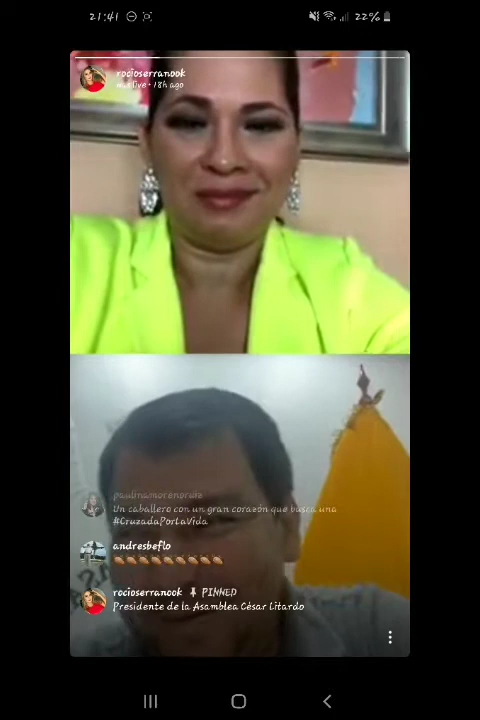 21:41
22%
rocioserranook
was live • 18h ago
paulinamorenoruiz
Un caballero con un gran corazón que busca una
#CruzadaPorLaVida
andresbeflo
rocioserranook PINNED
Presidente de la Asamblea César Litardo